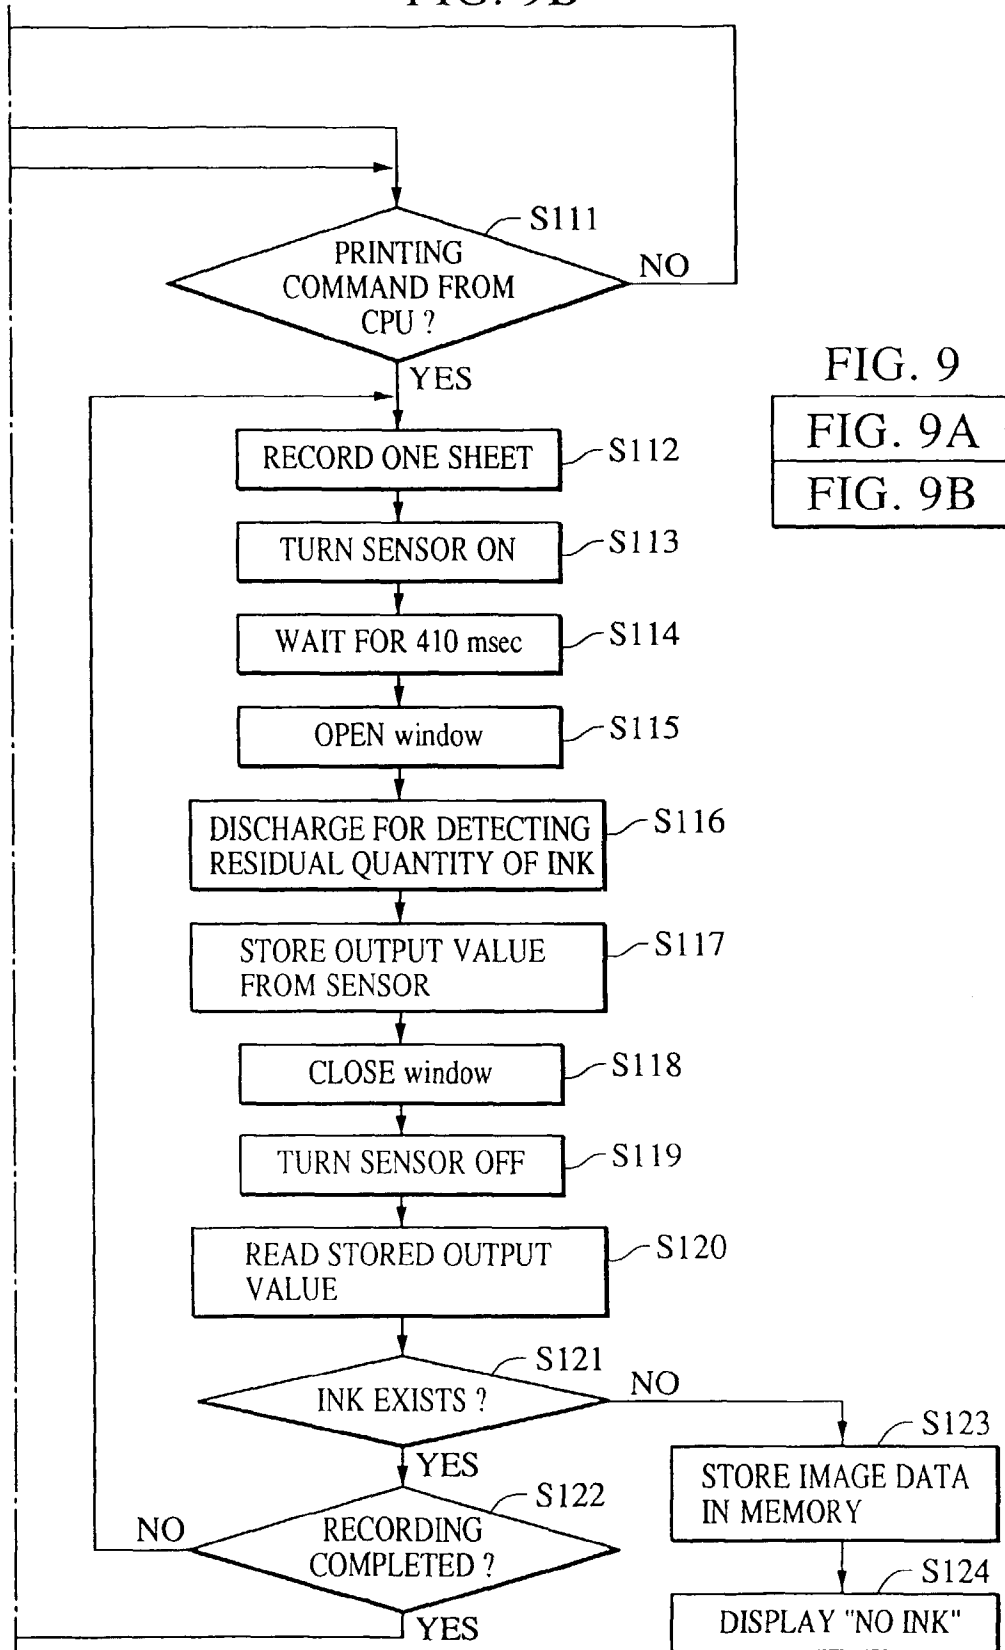 FIG. 9B
S111
PRINTING
COMMAND FROM
CPU ?
NO
YES
FIG. 9
FIG. 9A
FIG. 9B
RECORD ONE SHEET
S112
TURN SENSOR ON
S113
WAIT FOR 410 msec
S114
OPEN window
S115
DISCHARGE FOR DETECTING
RESIDUAL QUANTITY OF INK
S116
STORE OUTPUT VALUE
FROM SENSOR
S117
CLOSE window
S118
TURN SENSOR OFF
S119
READ STORED OUTPUT
VALUE
S120
S121
INK EXISTS ?
NO
YES
S122
RECORDING
COMPLETED ?
NO
YES
S123
STORE IMAGE DATA
IN MEMORY
S124
DISPLAY "NO INK"